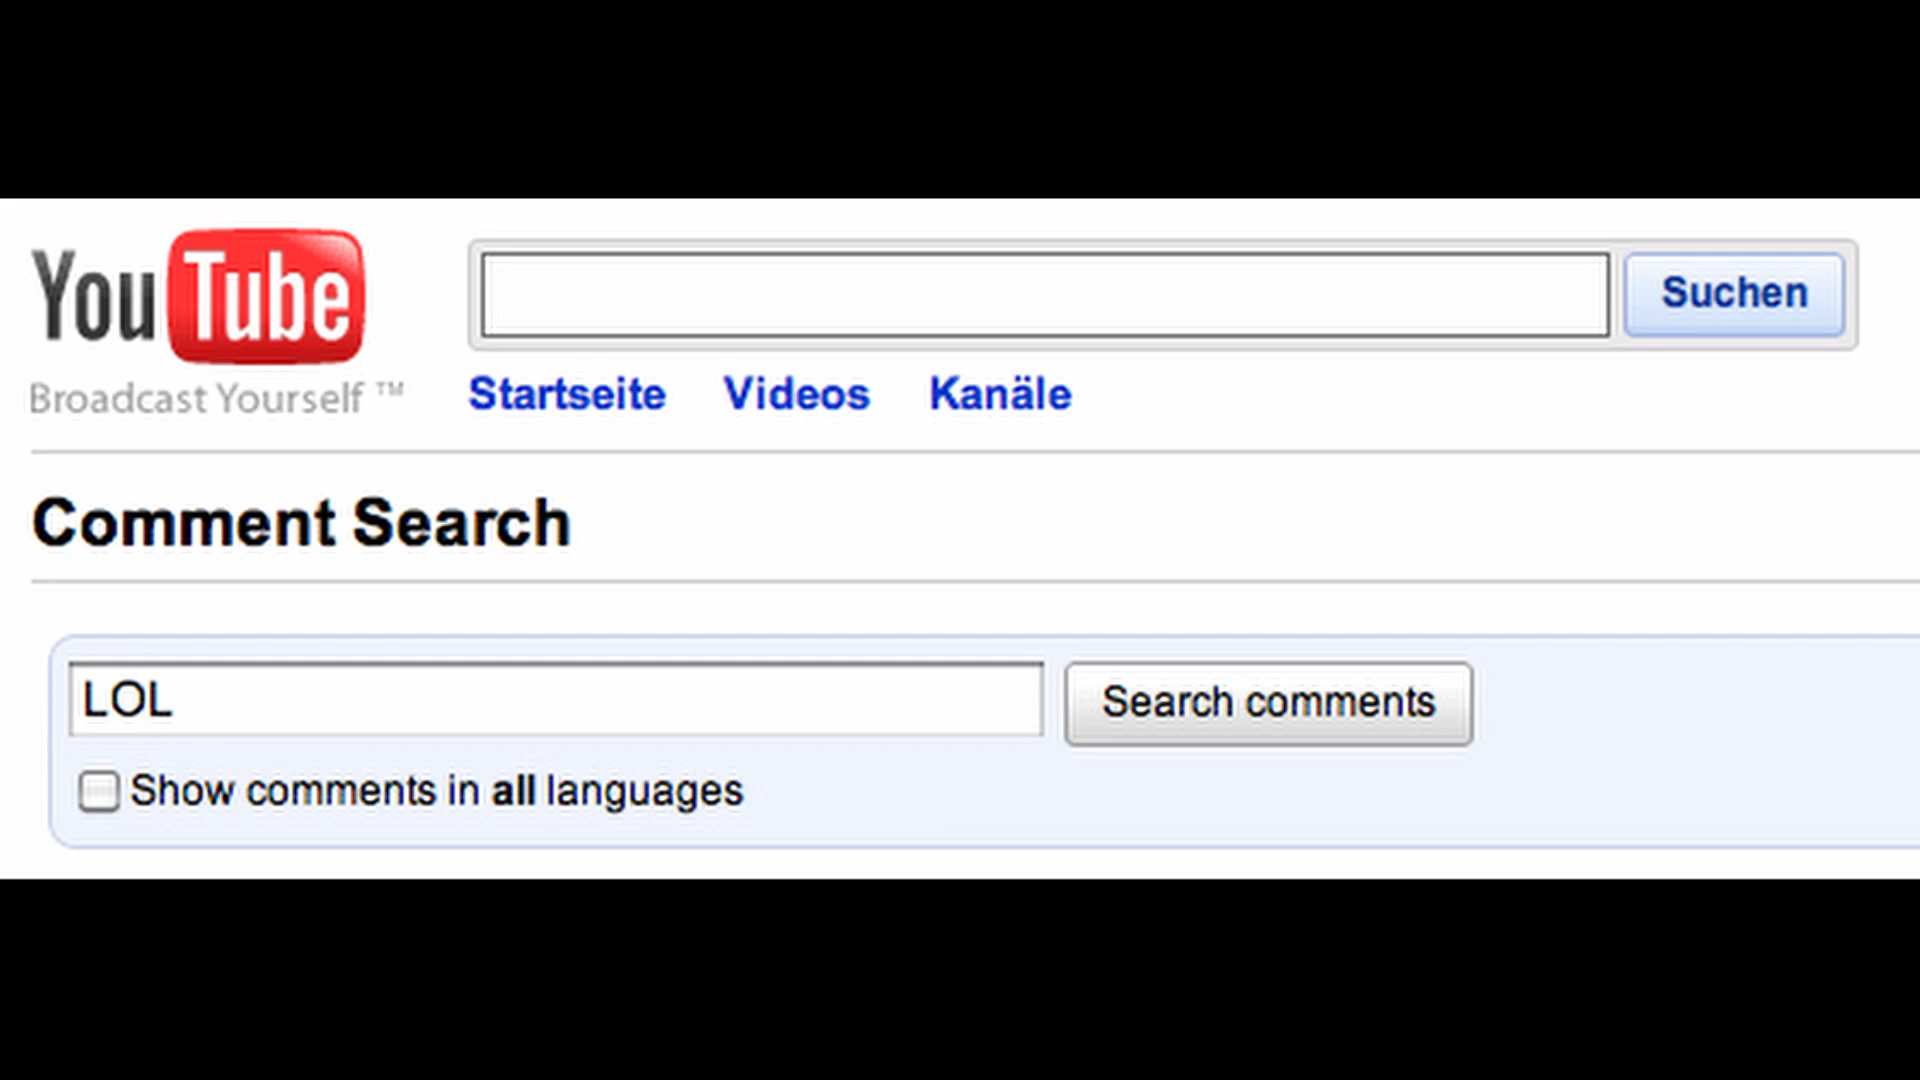 YouTube
Suchen
Broadcast Yourself ™
Startseite Videos Kanäle
Comment Search
LOL
Search comments
Show comments in all languages